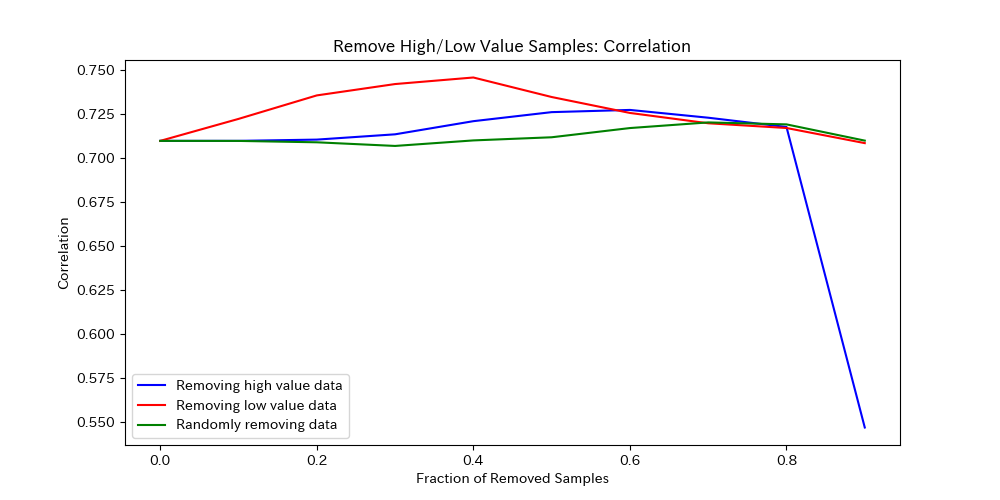 Remove High/Low Value Samples: Correlation
0.750
0.725
0.700
0.675
0.650
0.625
0.600
0.575
0.550
Correlation
Removing high value data
Removing low value data
Randomly removing data
0.0 0.2 0.4 0.6 0.8
Fraction of Removed Samples